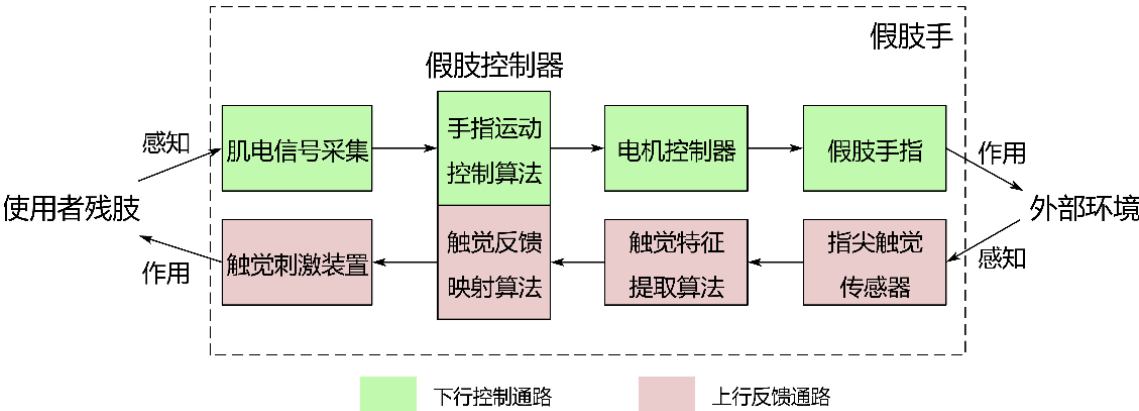 假肢手
假肢控制器
感知
肌电信号采集
手指运动
控制算法
电机控制器
假肢手指
作用
使用者残肢
外部环境
作用
触觉刺激装置
触觉反馈
映射算法
触觉特征
提取算法
指尖触觉
传感器
感知
下行控制通路
上行反馈通路